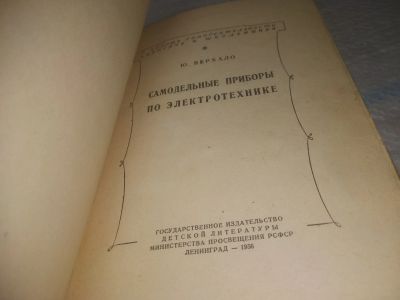 Ю. ВЕРХАЛО
САМОДЕЛЬНЫЕ ПРИБОРЫ
ПО ЭЛЕКТРОТЕХНИКЕ
ГОСУДАРСТВЕННОЕ ИЗДАТЕЛЬСТВО
ДЕТСКОЙ ЛИТЕРАТУРЫ
МИНИСТЕРСТВА ПРОСВЕЩЕНИЯ РСФСР
ЛЕНИНГРАД — 1956